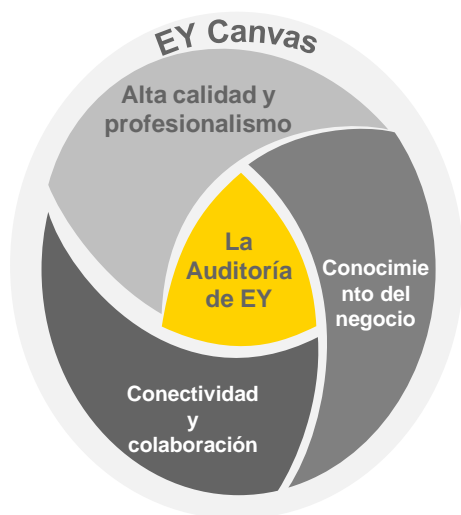 EY Canvas
Alta calidad y
profesionalismo
La
Auditoría
de EY
Conocimie
nto del
negocio
Conectividad
y
colaboración